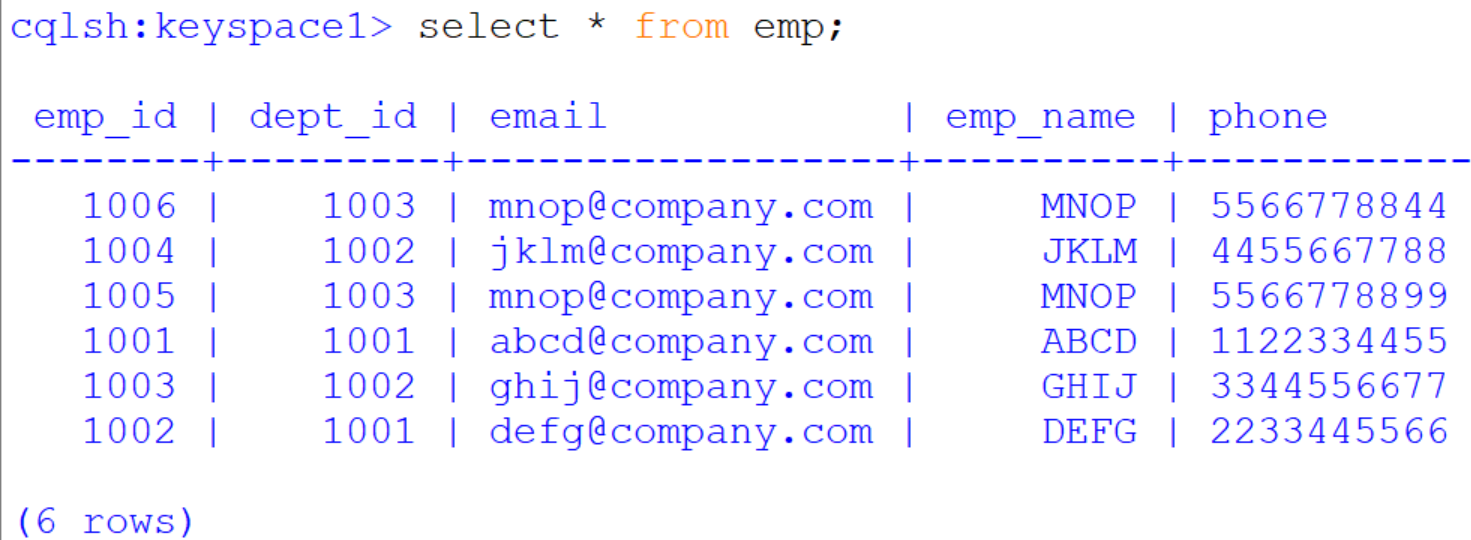 cqlsh:keyspace1> select * from emp;
 emp_id | dept_id | email            | emp_name | phone
--------+---------+------------------+----------+------------
   1006 |    1003 | mnop@company.com |     MNOP | 5566778844
   1004 |    1002 | jklm@company.com |     JKLM | 4455667788
   1005 |    1003 | mnop@company.com |     MNOP | 5566778899
   1001 |    1001 | abcd@company.com |     ABCD | 1122334455
   1003 |    1002 | ghij@company.com |     GHIJ | 3344556677
   1002 |    1001 | defg@company.com |     DEFG | 2233445566
(6 rows)